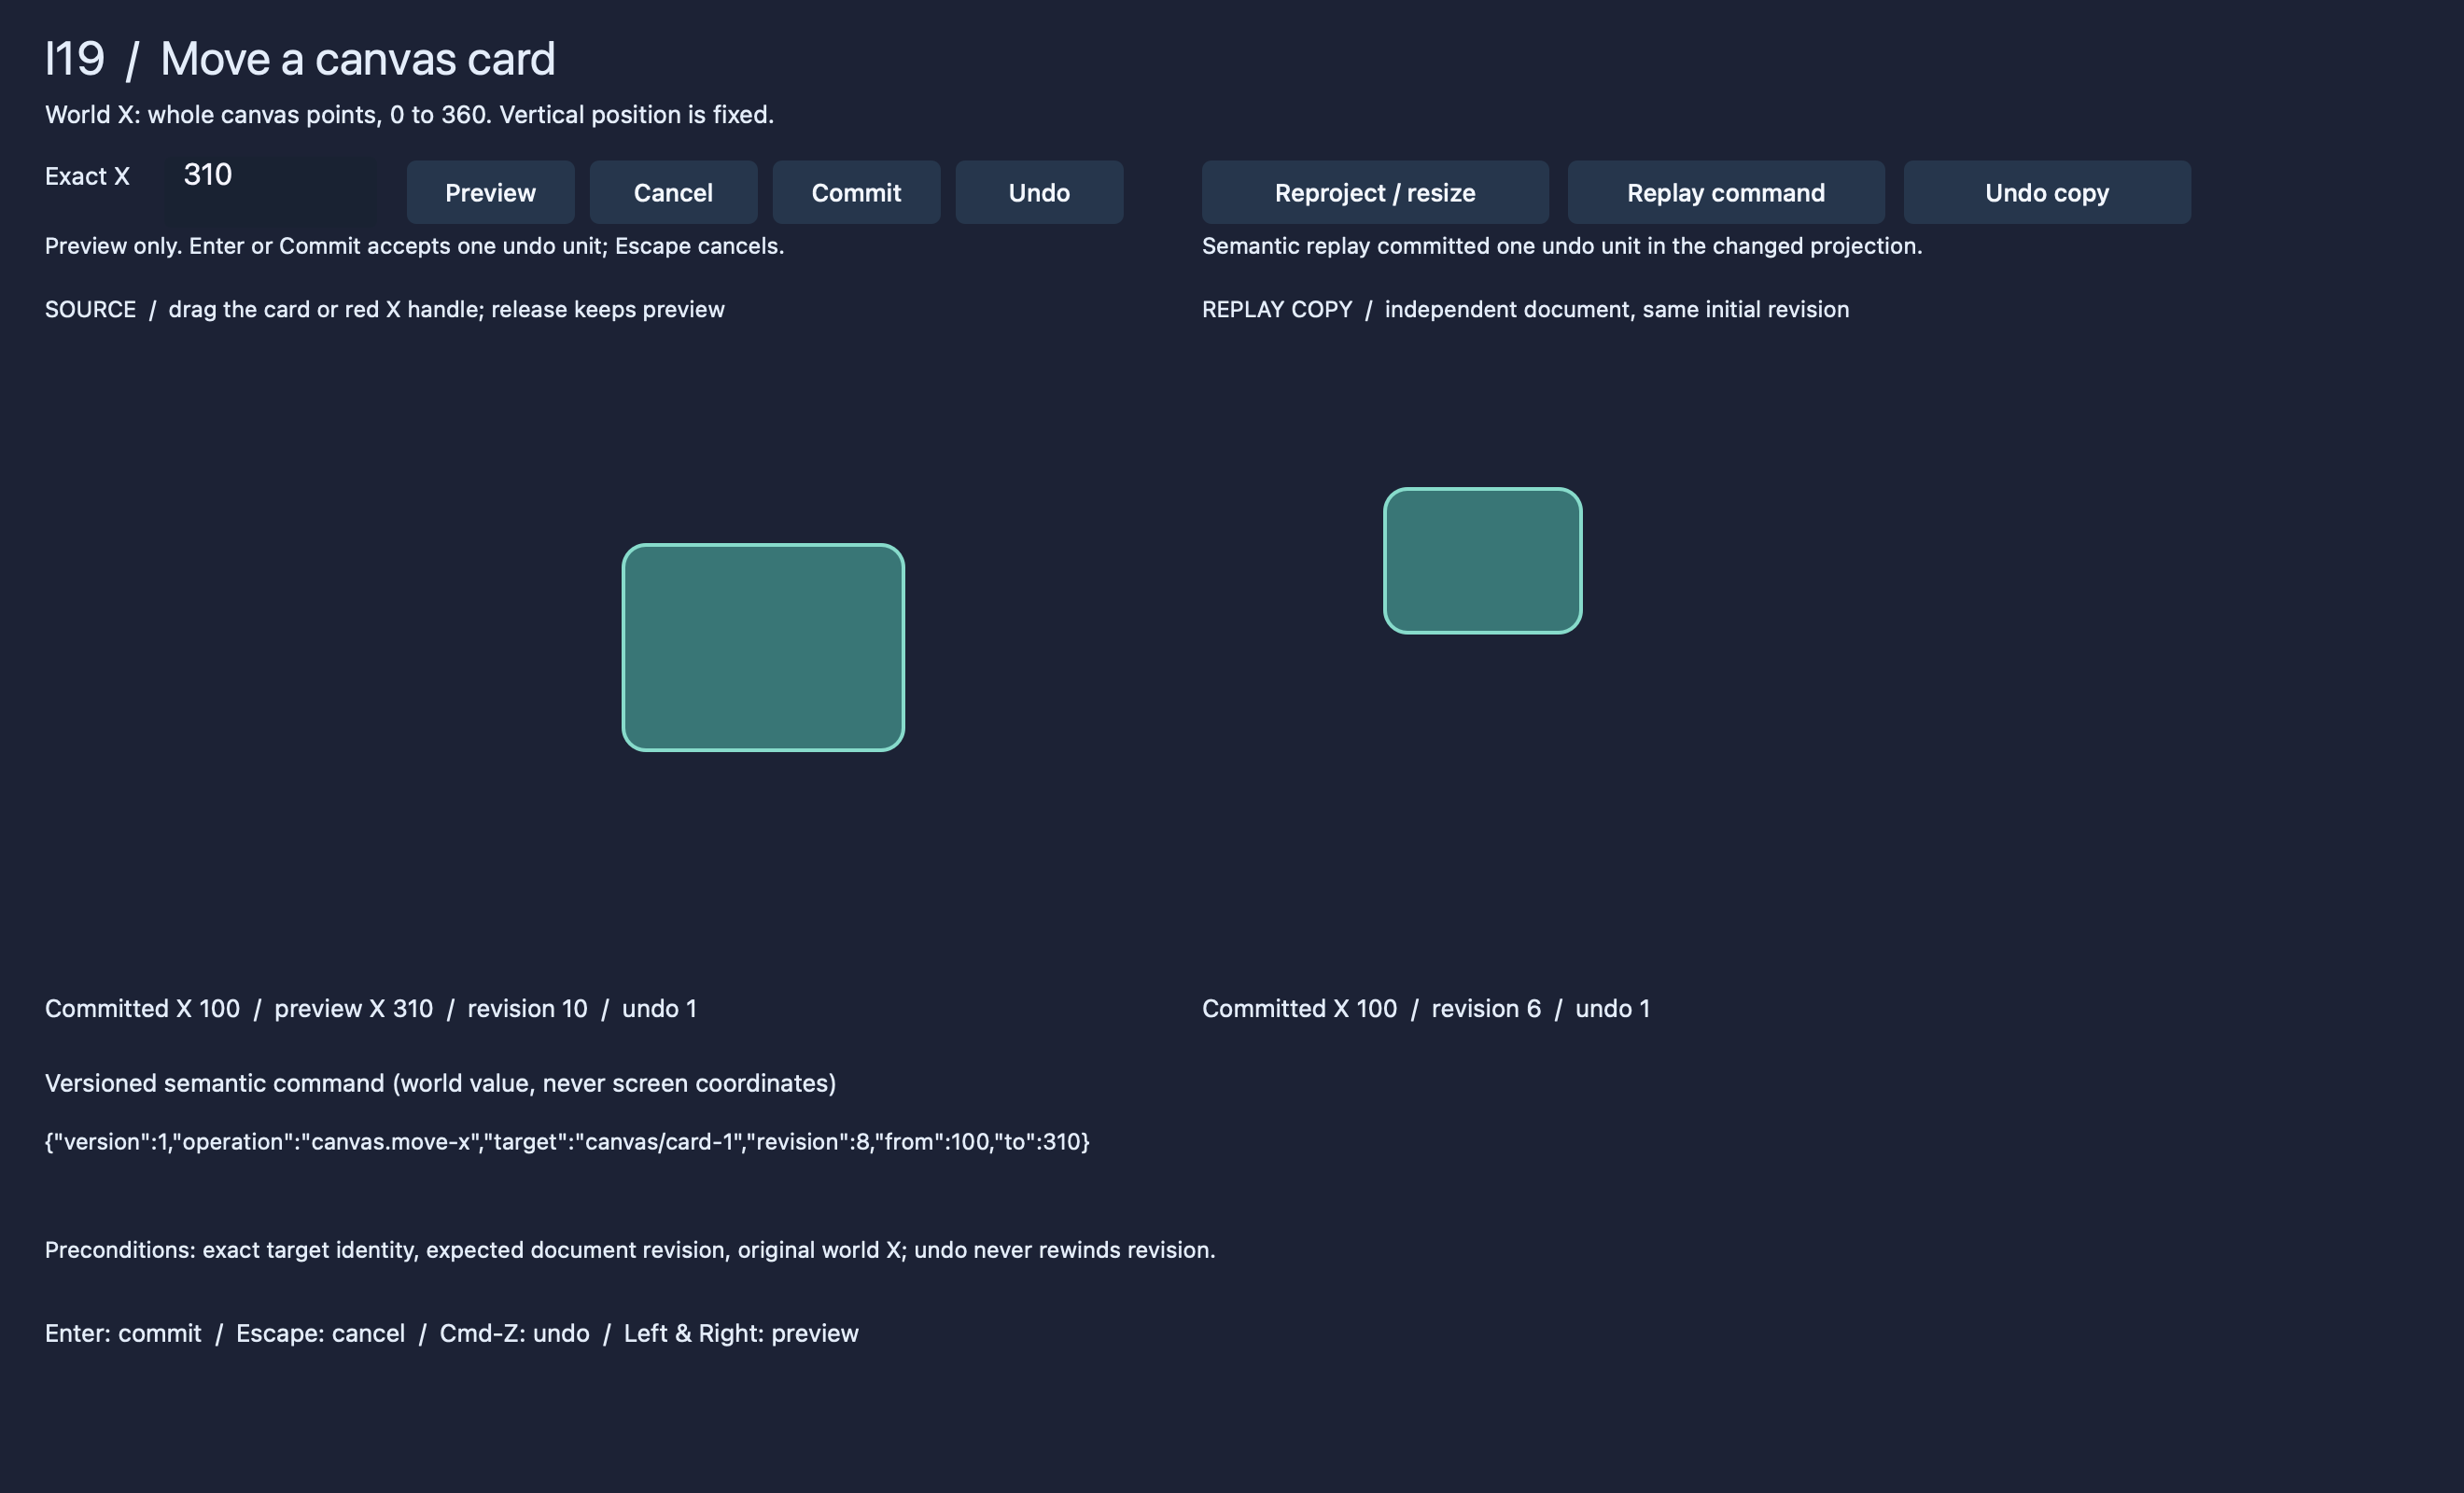 I19 / Move a canvas card
World X: whole canvas points, 0 to 360. Vertical position is fixed.
Exact X 310 Preview Cancel Commit Undo Reproject / resize Replay command Undo copy
Preview only. Enter or Commit accepts one undo unit; Escape cancels.
Semantic replay committed one undo unit in the changed projection.
SOURCE / drag the card or red X handle; release keeps preview
REPLAY COPY / independent document, same initial revision
Committed X 100 / preview X 310 / revision 10 / undo 1
Committed X 100 / revision 6 / undo 1
Versioned semantic command (world value, never screen coordinates)
{"version":1,"operation":"canvas.move-x","target":"canvas/card-1","revision":8,"from":100,"to":310}
Preconditions: exact target identity, expected document revision, original world X; undo never rewinds revision.
Enter: commit / Escape: cancel / Cmd-Z: undo / Left & Right: preview